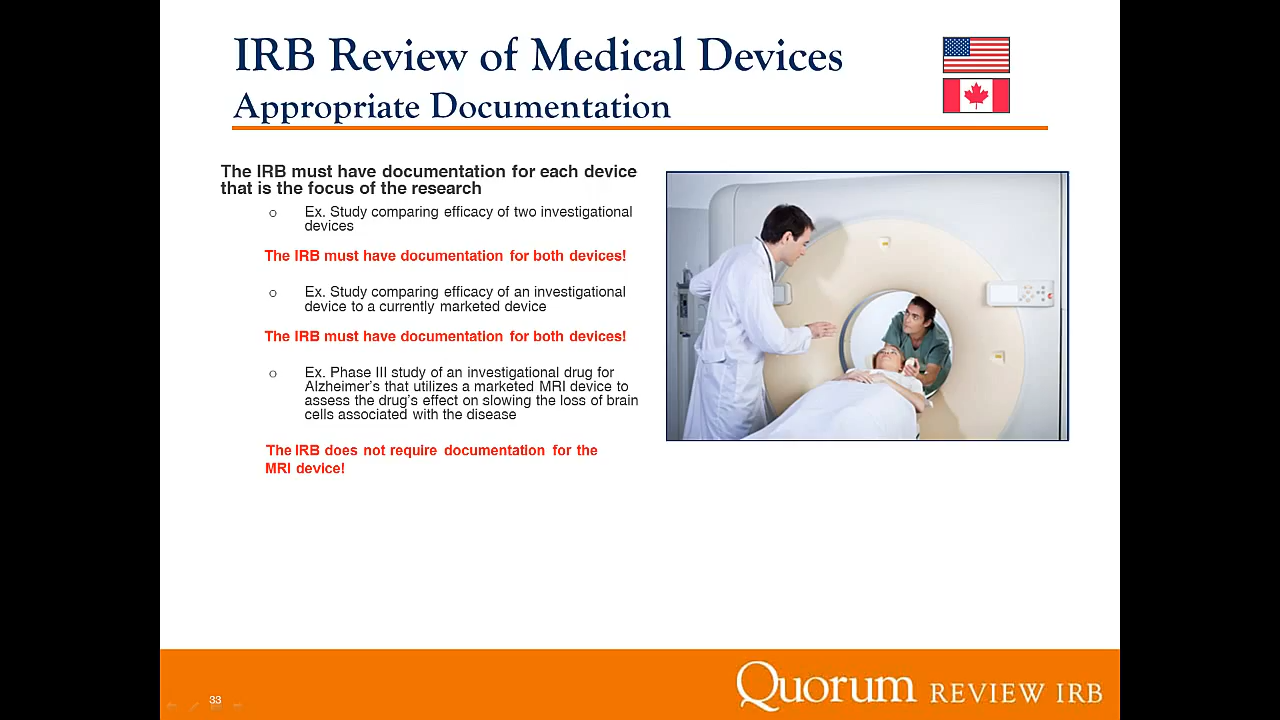 IRB Review of Medical Devices
Appropriate Documentation
The IRB must have documentation for each device
that is the focus of the research
o Ex. Study comparing efficacy of two investigational
devices
The IRB must have documentation for both devices!
o Ex. Study comparing efficacy of an investigational
device to a currently marketed device
The IRB must have documentation for both devices!
o Ex. Phase III study of an investigational drug for
Alzheimer's that utilizes a marketed MRI device to
assess the drug's effect on slowing the loss of brain
cells associated with the disease
The IRB does not require documentation for the
MRI device!
33
Quorum REVIEW IRB